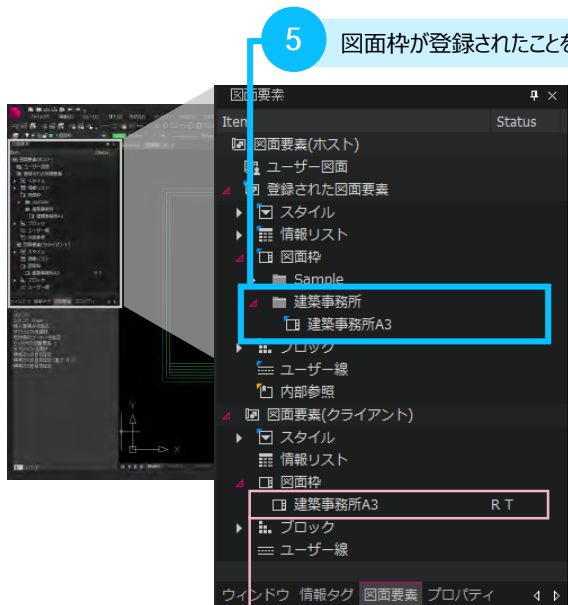 5
図面枠が登録されたことを
図面要素
Item Status
図面要素(ホスト)
ユーザー図面
登録された図面要素
スタイル
情報リスト
図面枠
Sample
建築事務所
建築事務所A3
ブロック
ユーザー線
内部参照
図面要素(クライアント)
スタイル
情報リスト
図面枠
建築事務所A3 R T
ブロック
ユーザー線
ウィンドウ 情報タグ 図面要素 プロパティ